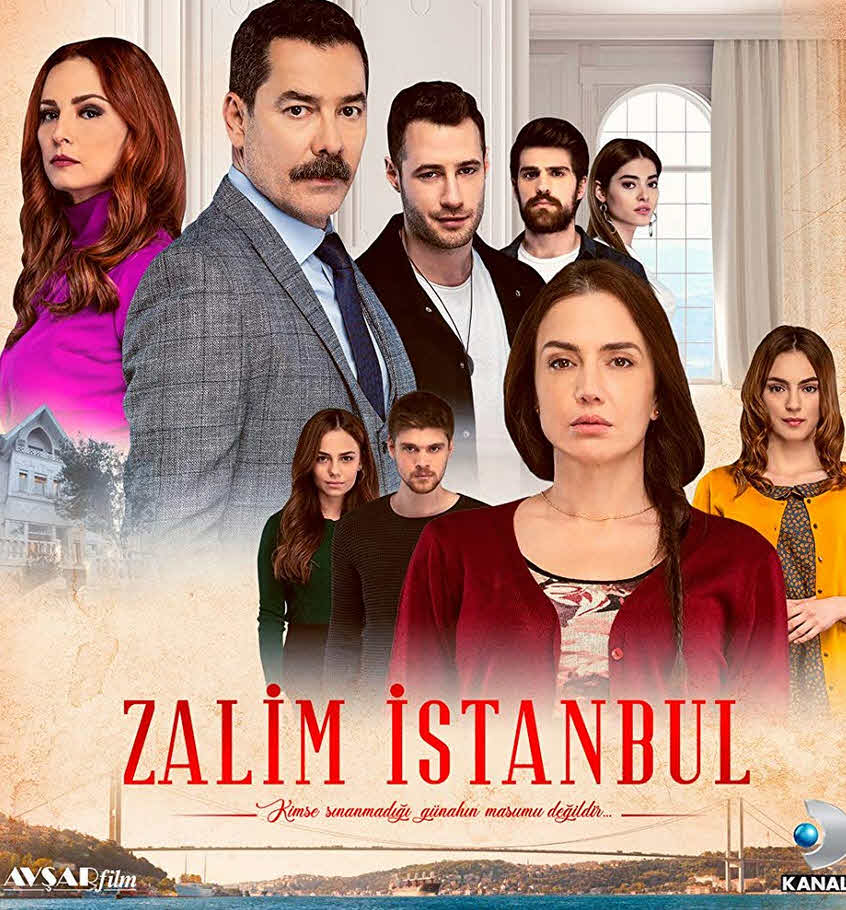 ZALİM İSTANBUL
Kimse sınanmadığı günahın masumu değildir...
AVŞAR film
KANAL